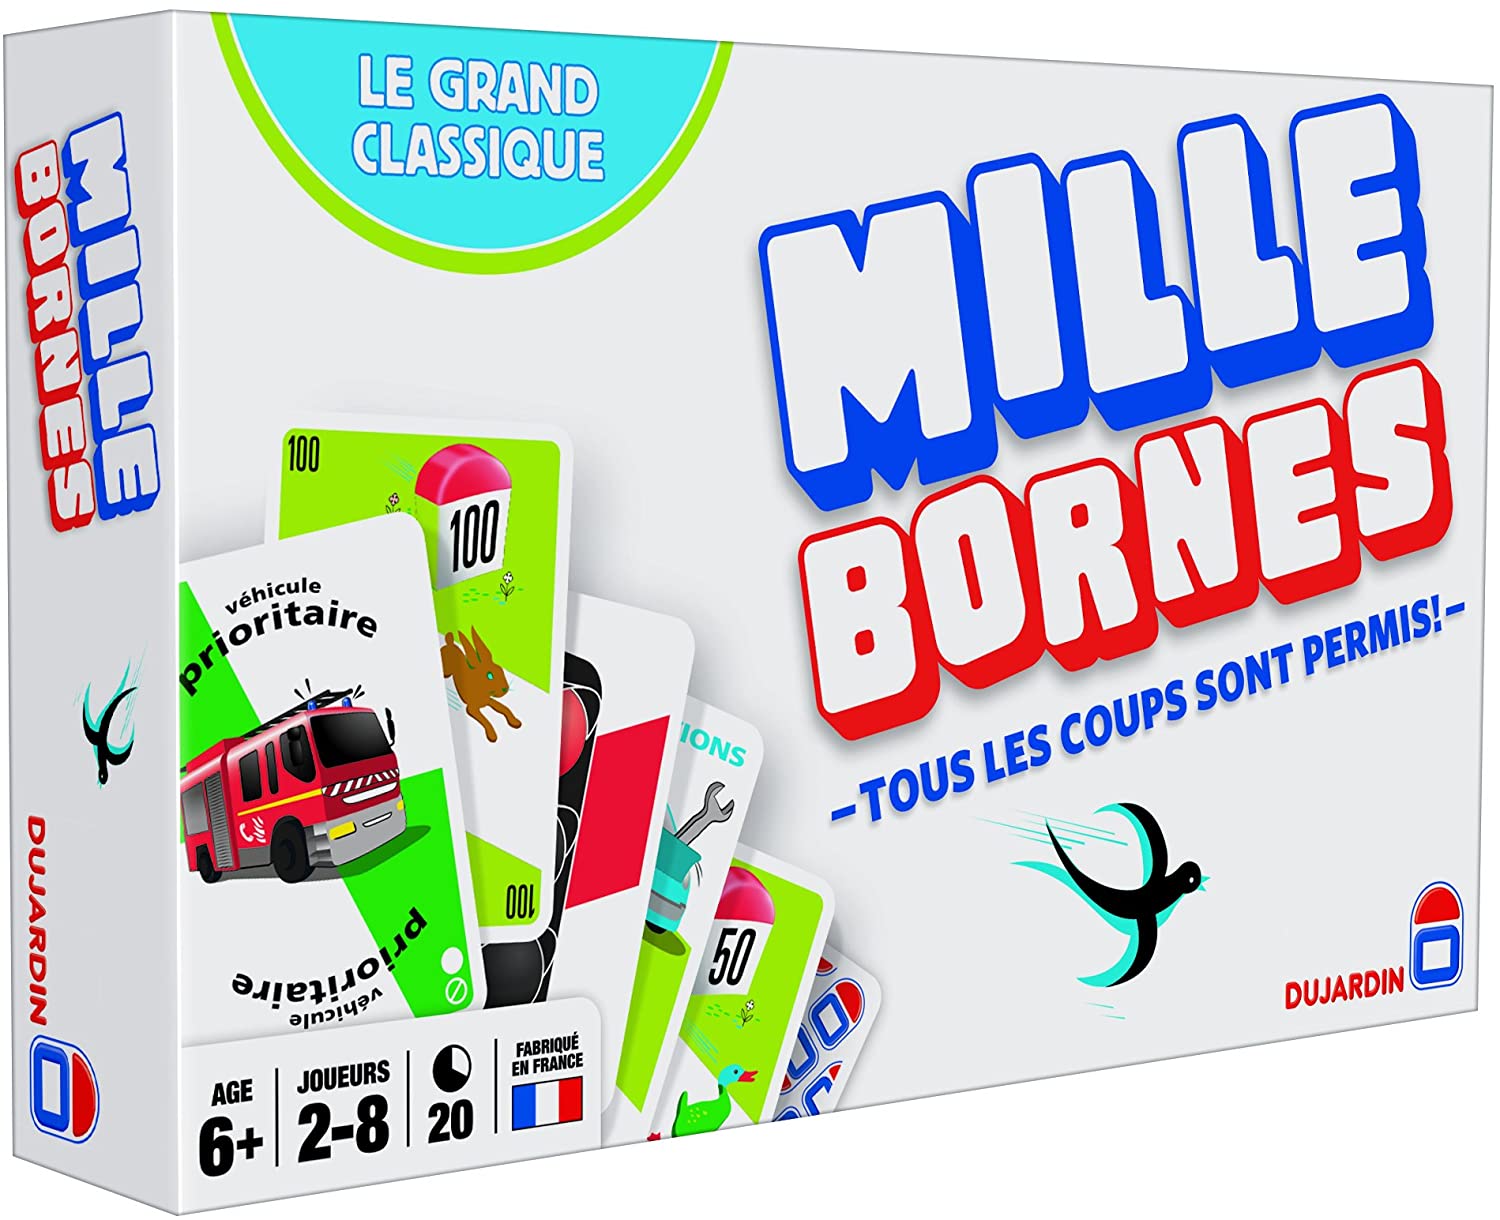 LE GRAND
CLASSIQUE
MILLE
BORNES
–TOUS LES COUPS SONT PERMIS!–
MILLE
BORNES
DUJARDIN
100
100
100
véhicule
prioritaire
prioritaire
véhicule
50
DUJARDIN
AGE
6+
JOUEURS
2-8
20
FABRIQUÉ
EN FRANCE